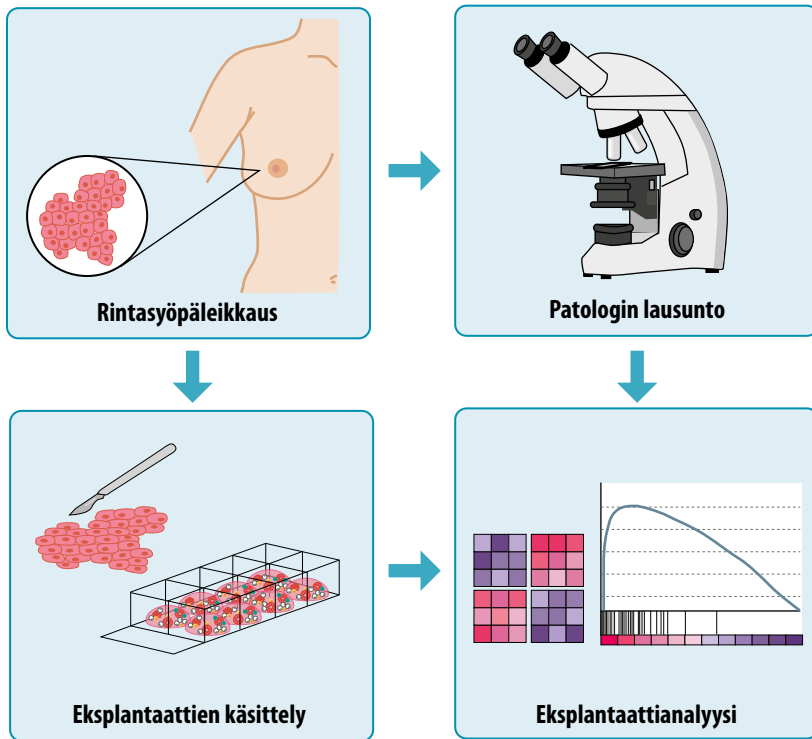 Rintasyöpäleikkaus
Patologin lausunto
Eksplantaattien käsittely
Eksplantaattianalyysi